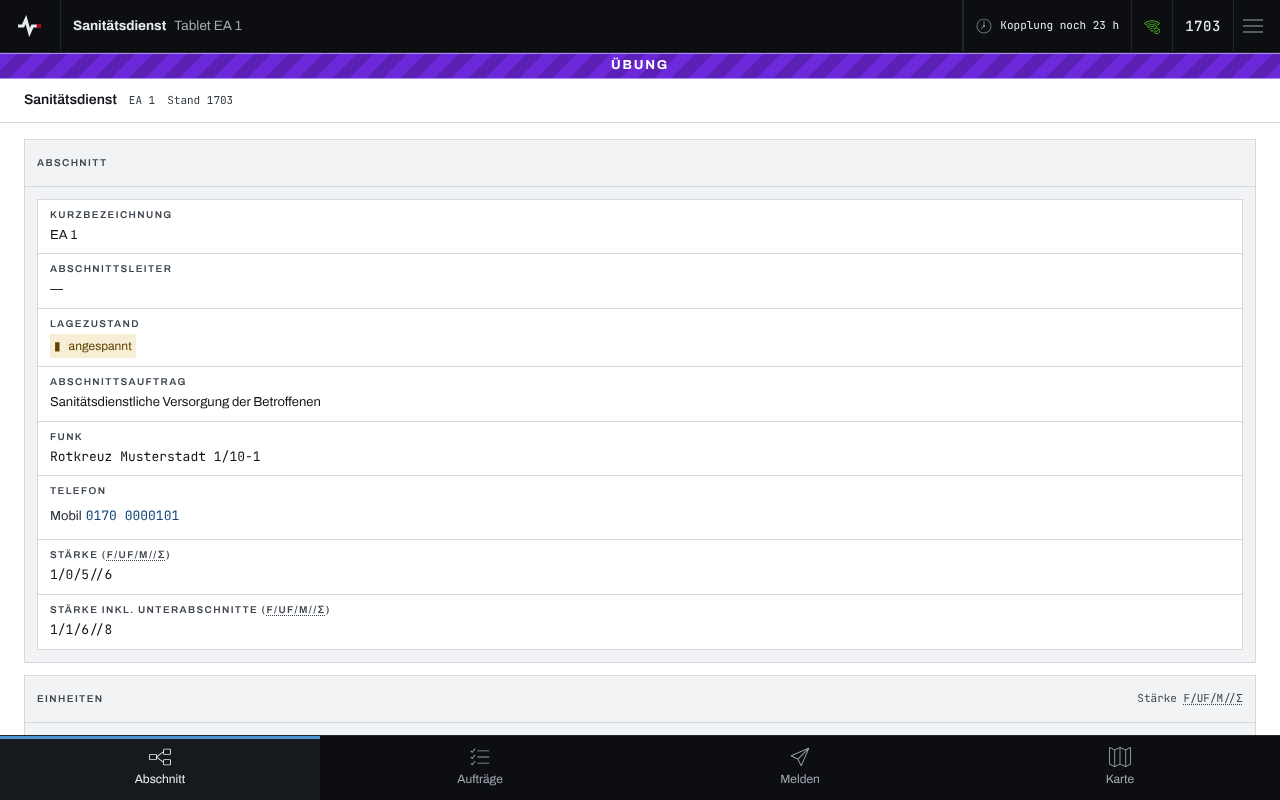 Sanitätsdienst Tablet EA 1
Kopplung noch 23 h
1703
ÜBUNG
Sanitätsdienst EA 1 Stand 1703
ABSCHNITT
KURZBEZEICHNUNG
EA 1
ABSCHNITTSLEITER
—
LAGEZUSTAND
angespannt
ABSCHNITTSAUFTRAG
Sanitätsdienstliche Versorgung der Betroffenen
FUNK
Rotkreuz Musterstadt 1/10-1
TELEFON
Mobil 0170 0000101
STÄRKE (F/UF/M//Σ)
1/0/5//6
STÄRKE INKL. UNTERABSCHNITTE (F/UF/M//Σ)
1/1/6//8
EINHEITEN
Stärke F/UF/M//Σ
Abschnitt
Aufträge
Melden
Karte